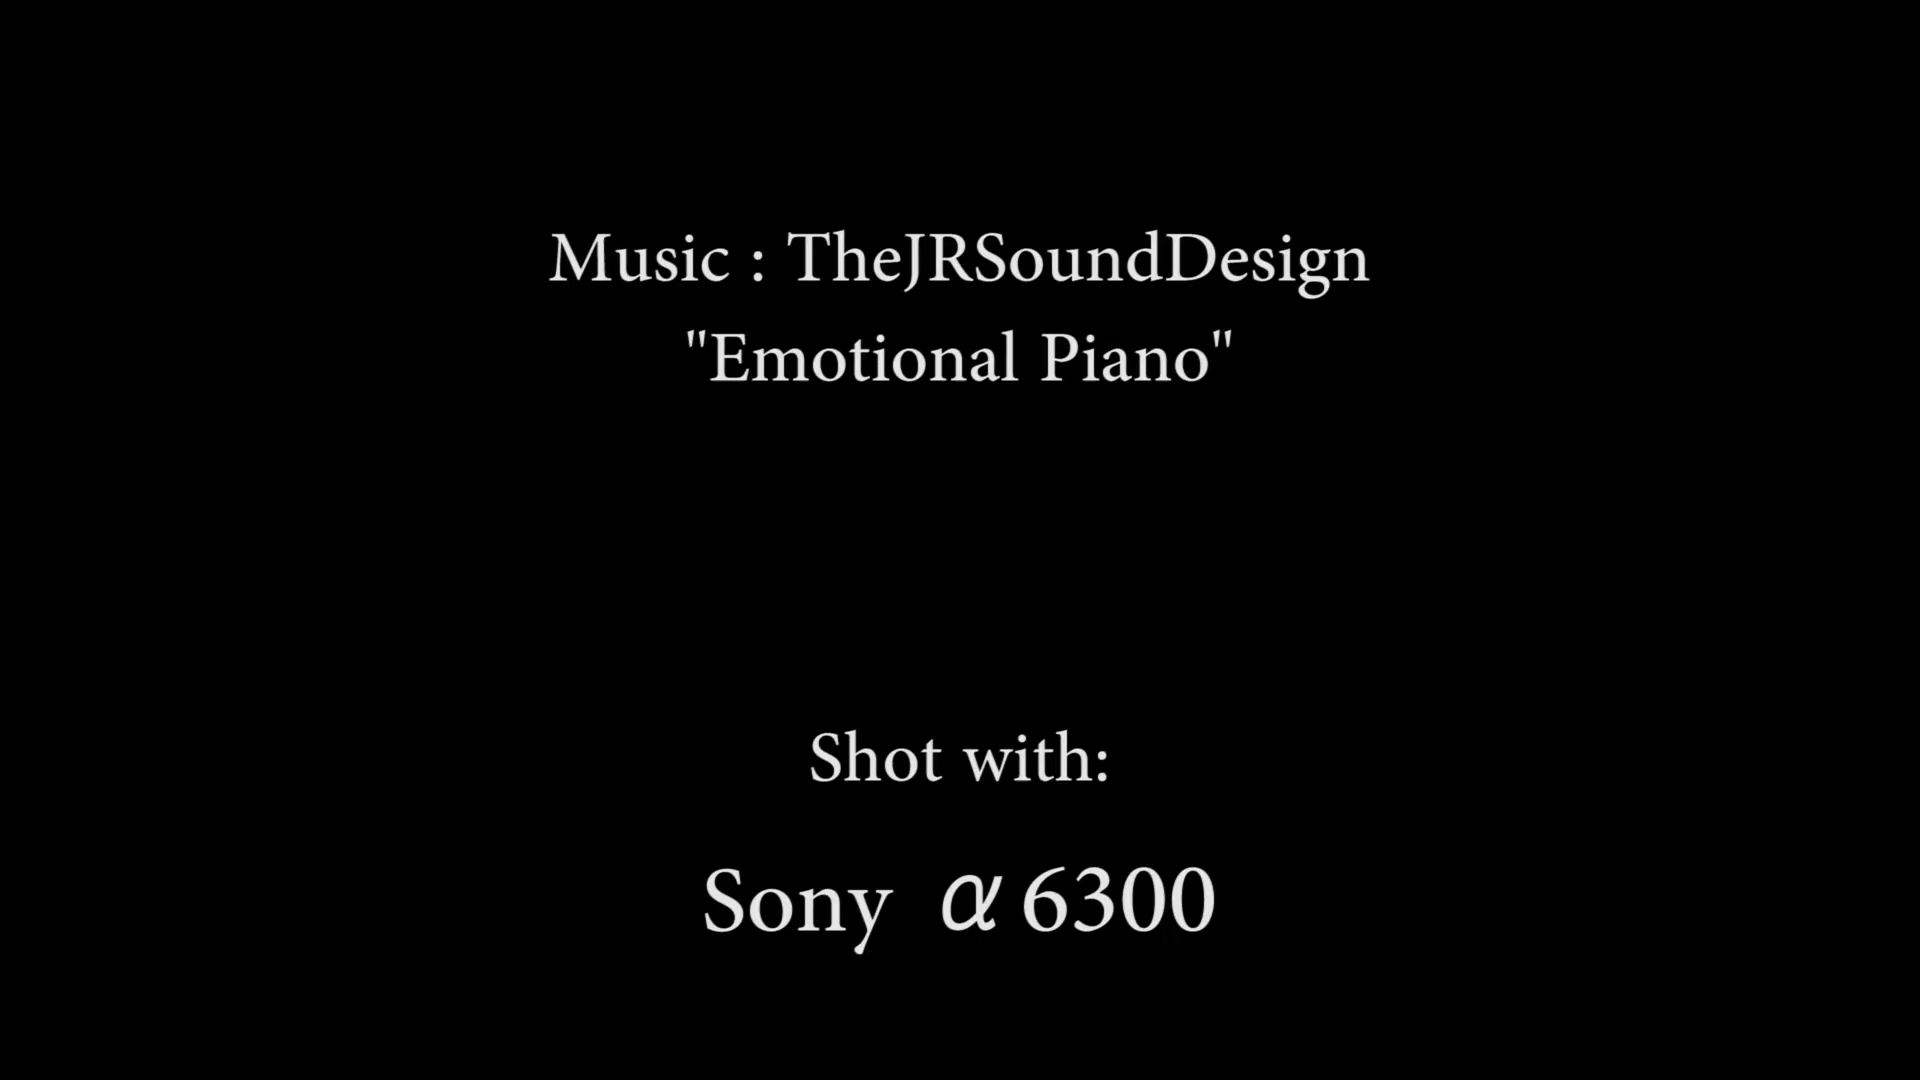 Music : TheJRSoundDesign
"Emotional Piano"
Shot with:
Sony α6300